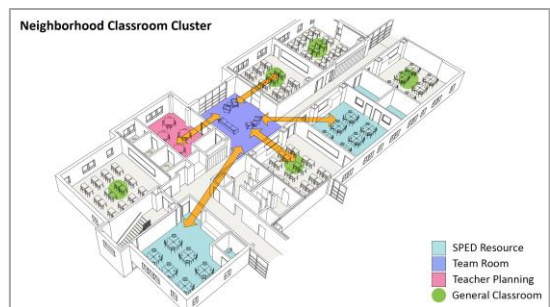 Neighborhood Classroom Cluster
SPED Resource
Team Room
Teacher Planning
General Classroom